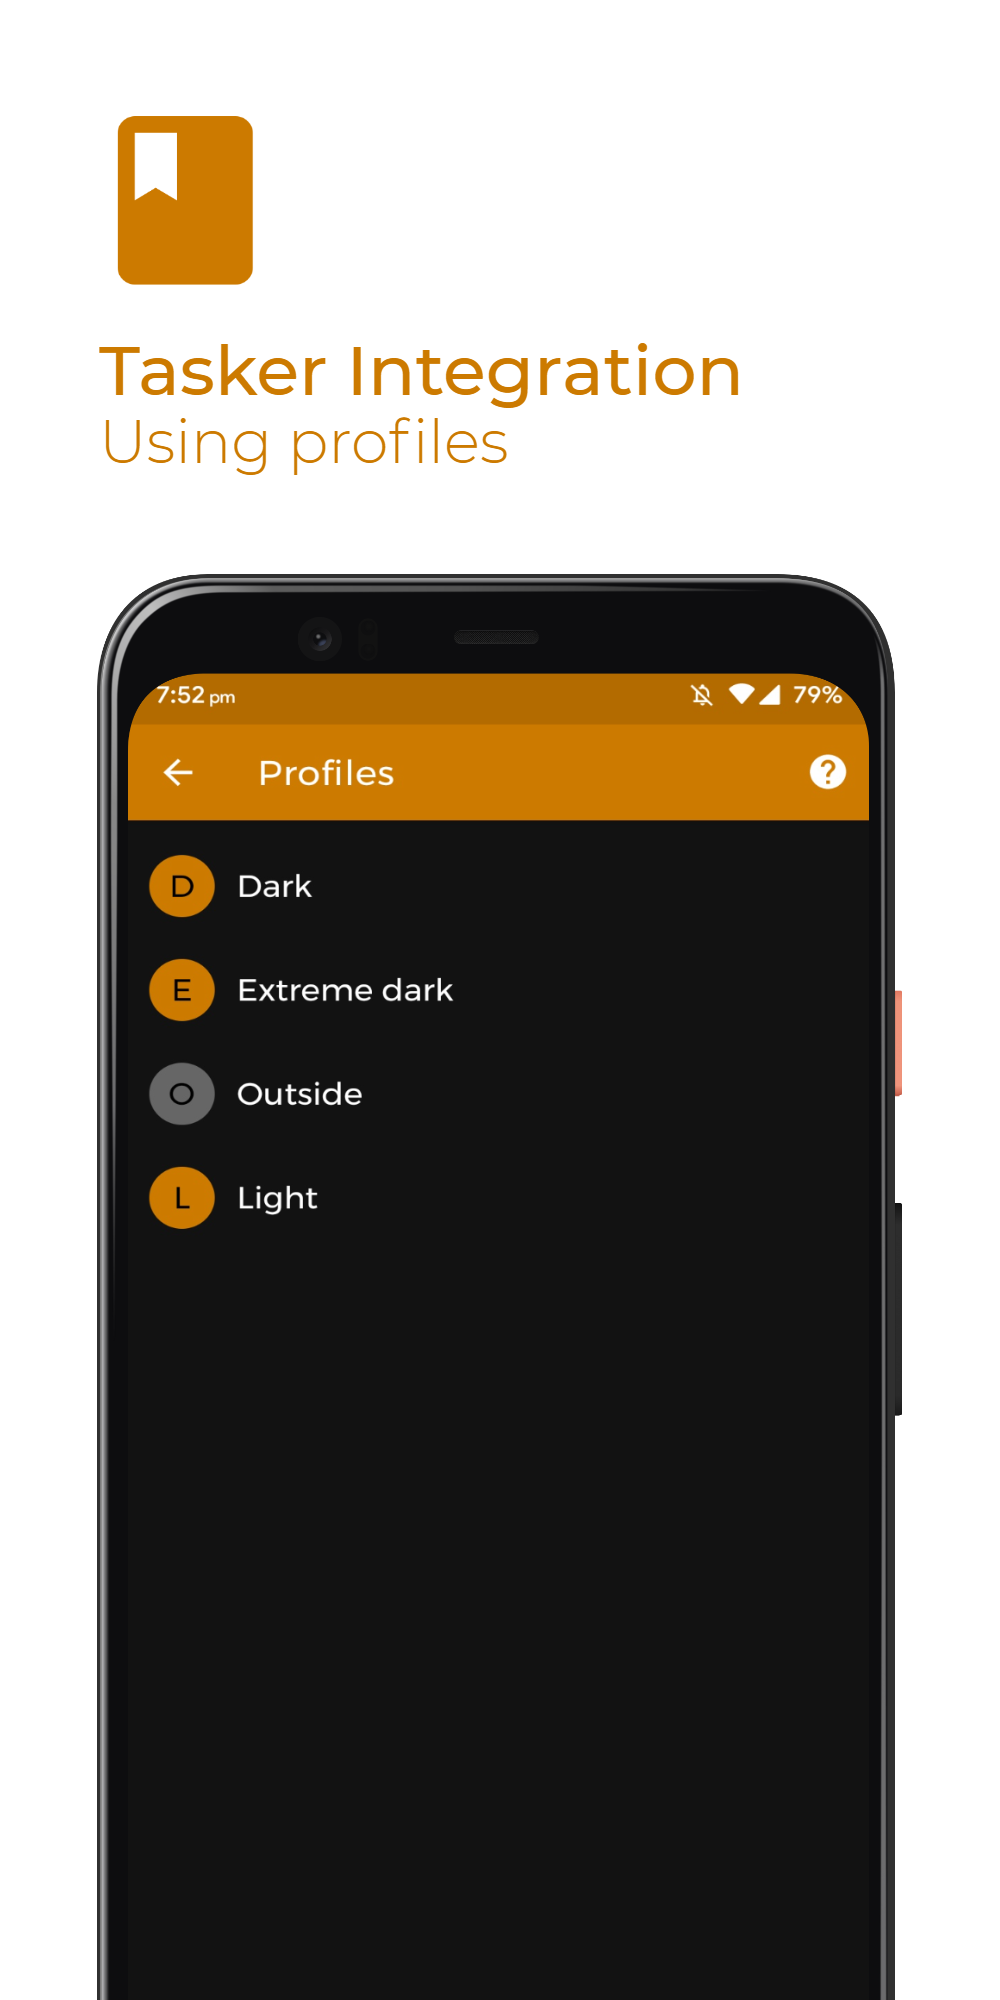 Tasker Integration
Using profiles
7:52 pm 79%
Profiles ?
D Dark
E Extreme dark
O Outside
L Light